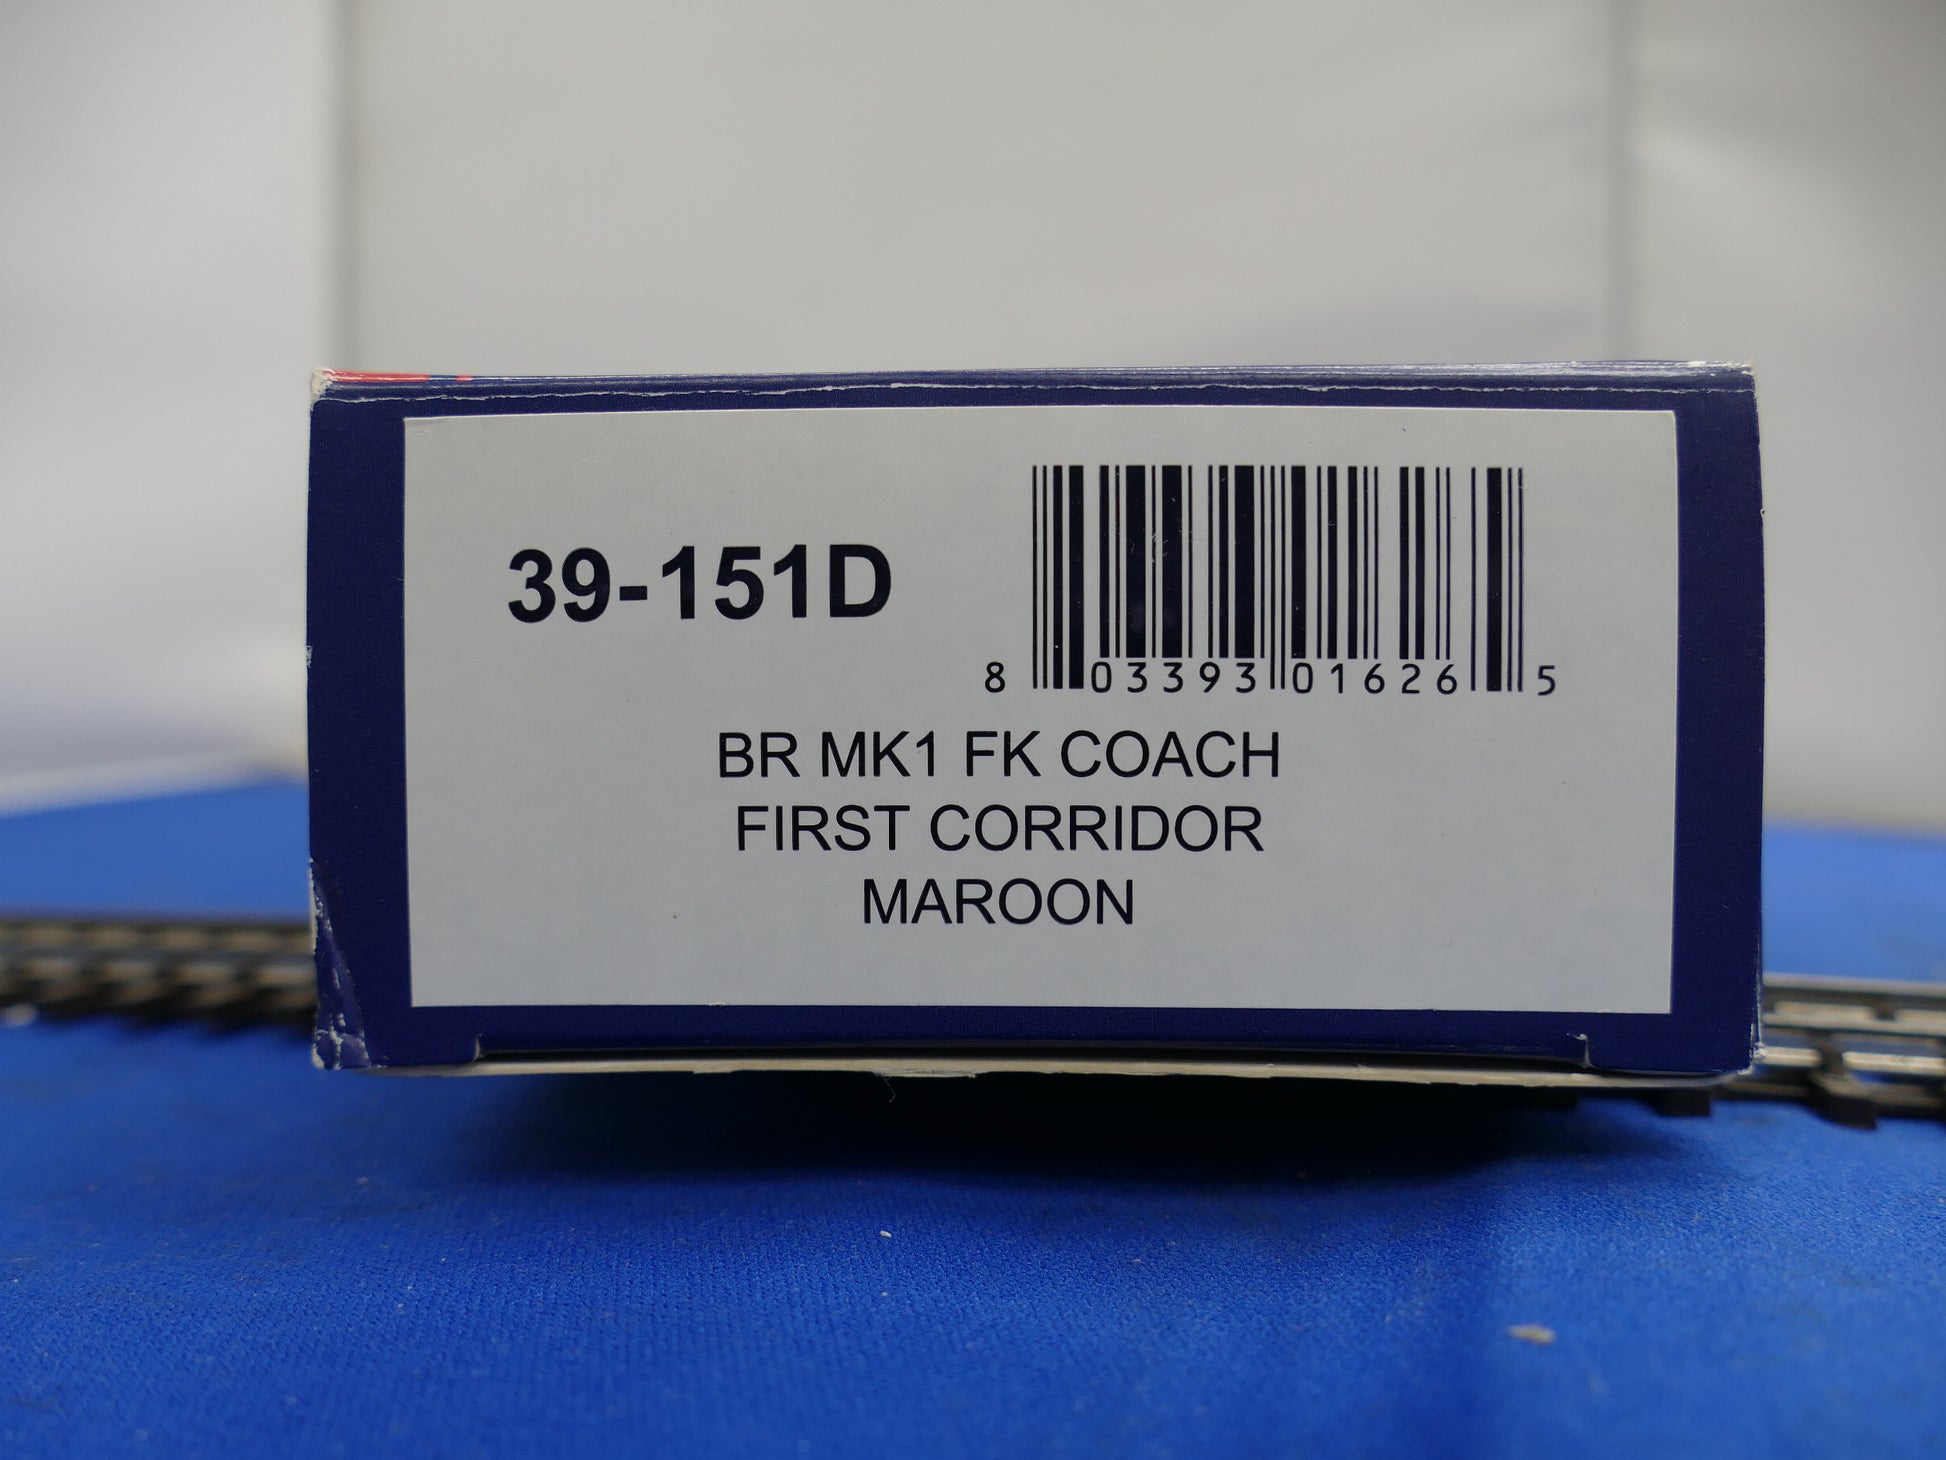 39-151D
8 03393 01626 5
BR MK1 FK COACH
FIRST CORRIDOR
MAROON